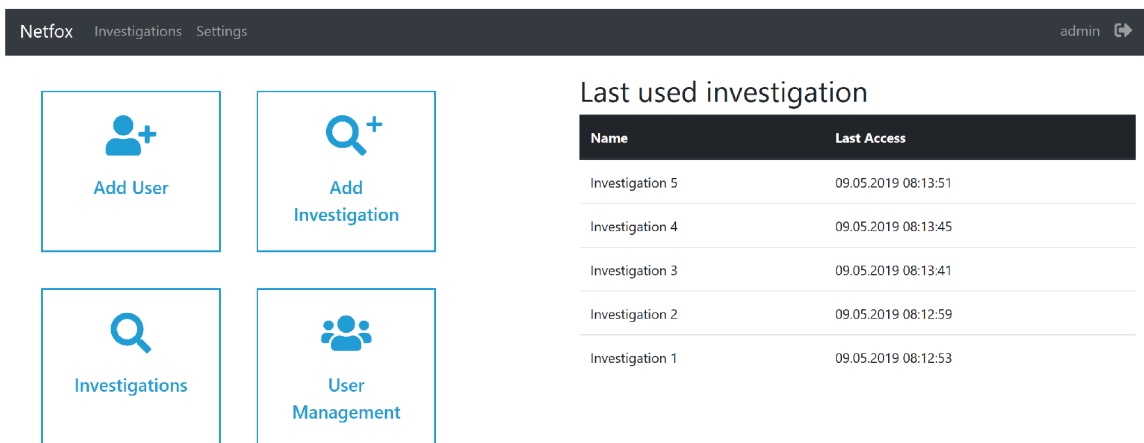 Netfox Investigations Settings admin
Add User
Add
Investigation
Investigations
User
Management
Last used investigation
Name Last Access
Investigation 5 09.05.2019 08:13:51
Investigation 4 09.05.2019 08:13:45
Investigation 3 09.05.2019 08:13:41
Investigation 2 09.05.2019 08:12:59
Investigation 1 09.05.2019 08:12:53